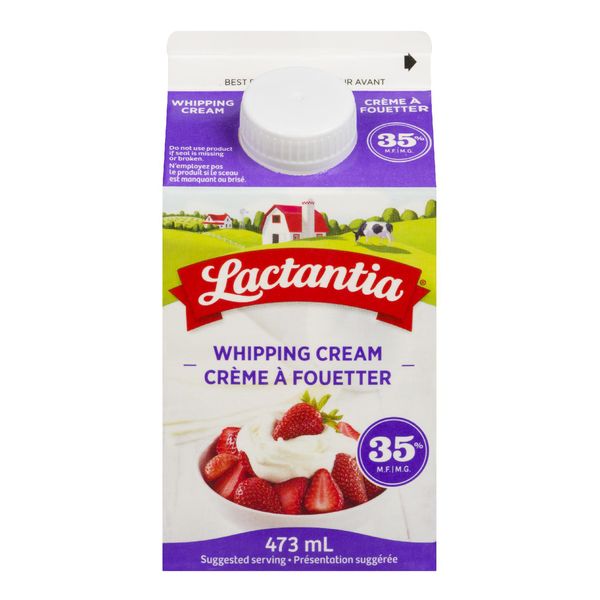 BEST
UR AVANT
WHIPPING
CREAM
CRÈME À
FOUETTER
35%
M.F.|M.G.
Do not use product
if seal is missing
or broken.
N'employez pas
le produit si le sceau
est manquant ou brisé.
Lactantia®
WHIPPING CREAM
CRÈME À FOUETTER
35%
M.F.|M.G.
473 mL
Suggested serving • Présentation suggérée